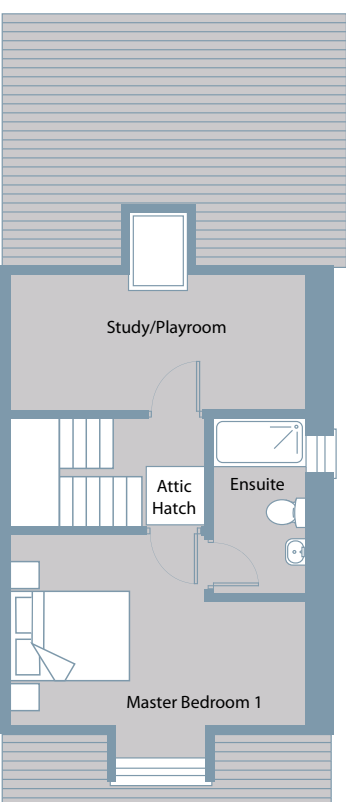 Study/Playroom
Attic
Hatch
Ensuite
Master Bedroom 1